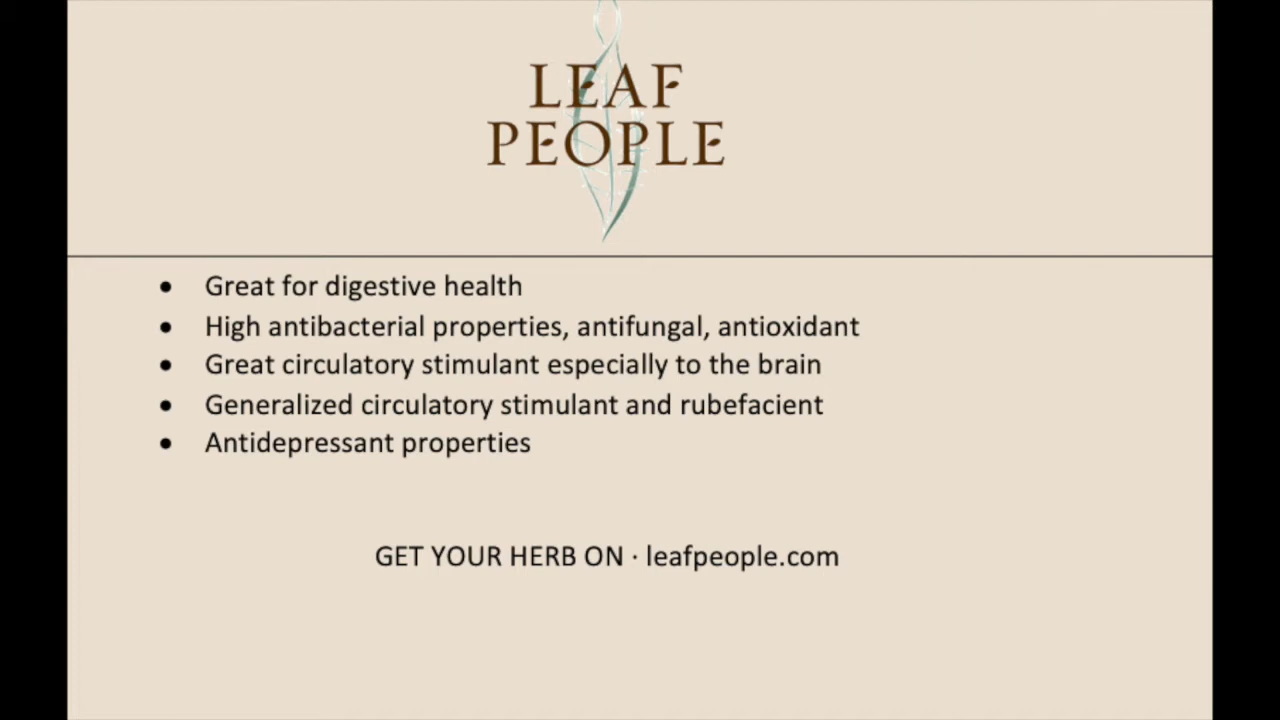 LEAF
PEOPLE
• Great for digestive health
• High antibacterial properties, antifungal, antioxidant
• Great circulatory stimulant especially to the brain
• Generalized circulatory stimulant and rubefacient
• Antidepressant properties
GET YOUR HERB ON · leafpeople.com